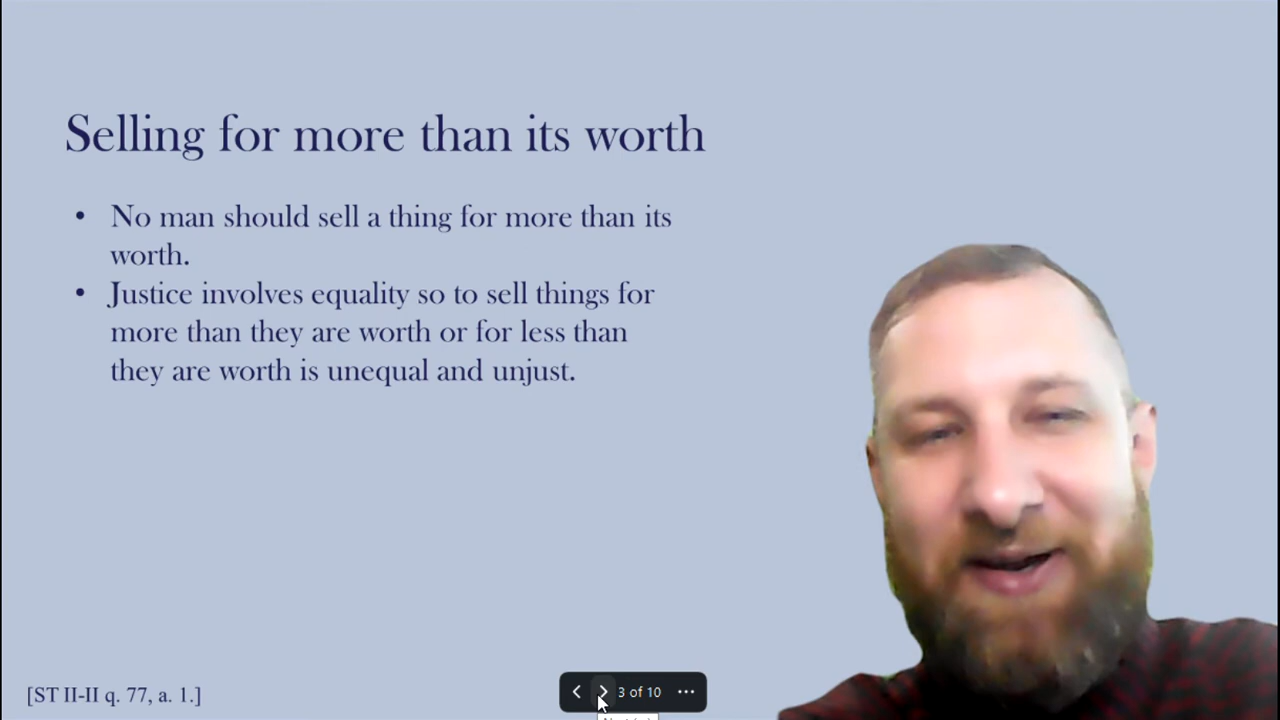 Selling for more than its worth
• No man should sell a thing for more than its
worth.
• Justice involves equality so to sell things for
more than they are worth or for less than
they are worth is unequal and unjust.
[ST II-II q. 77, a. 1.]
3 of 10